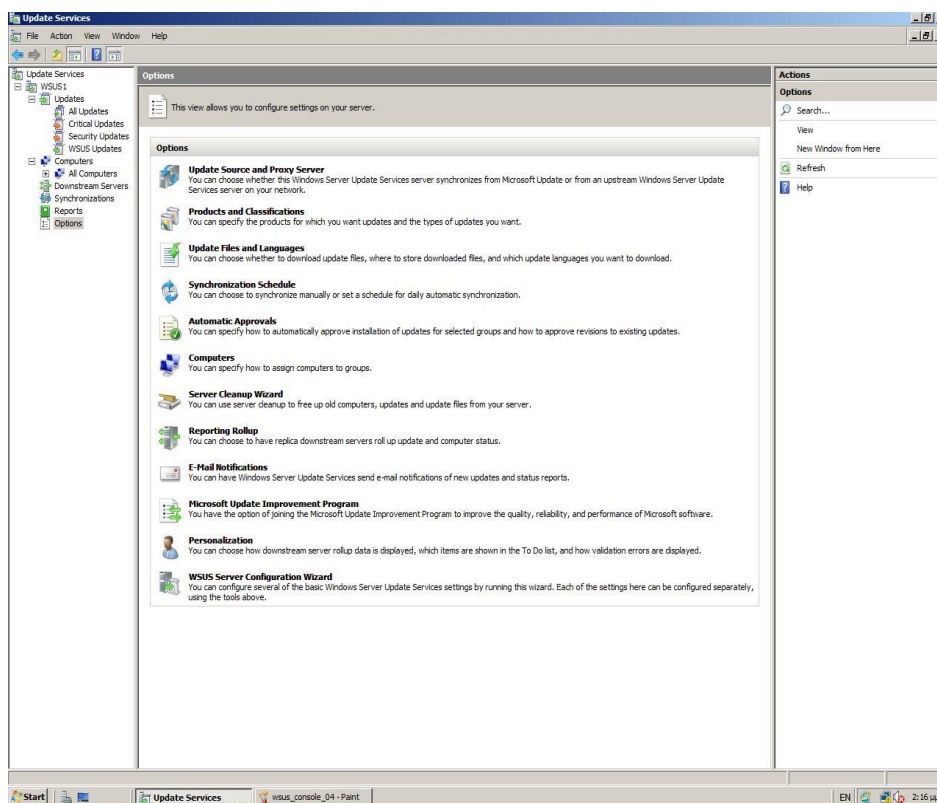 Update Services
File Action View Window Help
Update Services
WSUS1
Updates
All Updates
Critical Updates
Security Updates
WSUS Updates
Computers
All Computers
Downstream Servers
Synchronizations
Reports
Options
Options
This view allows you to configure settings on your server.
Options
Update Source and Proxy Server
You can choose whether this Windows Server Update Services server synchronizes from Microsoft Update or from an upstream Windows Server Update
Services server on your network.
Products and Classifications
You can specify the products for which you want updates and the types of updates you want.
Update Files and Languages
You can choose whether to download update files, where to store downloaded files, and which update languages you want to download.
Synchronization Schedule
You can choose to synchronize manually or set a schedule for daily automatic synchronization.
Automatic Approvals
You can specify how to automatically approve installation of updates for selected groups and how to approve revisions to existing updates.
Computers
You can specify how to assign computers to groups.
Server Cleanup Wizard
You can use server cleanup to free up old computers, updates and update files from your server.
Reporting Rollup
You can choose to have replica downstream servers roll up update and computer status.
E-Mail Notifications
You can have Windows Server Update Services send e-mail notifications of new updates and status reports.
Microsoft Update Improvement Program
You have the option of joining the Microsoft Update Improvement Program to improve the quality, reliability, and performance of Microsoft software.
Personalization
You can choose how downstream server rollup data is displayed, which items are shown in the To Do list, and how validation errors are displayed.
WSUS Server Configuration Wizard
You can configure several of the basic Windows Server Update Services settings by running this wizard. Each of the settings here can be configured separately,
using the tools above.
Actions
Options
Search...
View
New Window from Here
Refresh
Help
Start
Update Services
wsus_console_04 - Paint
EN
2:16 μμ